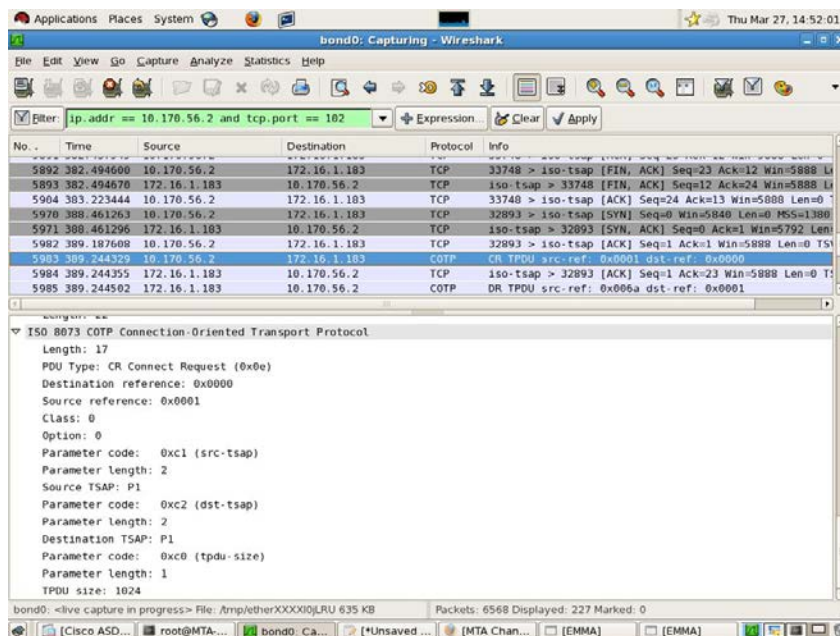 Applications Places System Thu Mar 27, 14:52:01
bond0: Capturing - Wireshark
File Edit View Go Capture Analyze Statistics Help
Filter: ip.addr == 10.170.56.2 and tcp.port == 102 Expression... Clear Apply
No. . Time Source Destination Protocol Info
5892 382.494600 10.170.56.2 172.16.1.183 TCP 33748 > iso-tsap [FIN, ACK] Seq=23 Ack=12 Win=5888 L
5893 382.494670 172.16.1.183 10.170.56.2 TCP iso-tsap > 33748 [FIN, ACK] Seq=12 Ack=24 Win=5888 L
5904 383.223444 10.170.56.2 172.16.1.183 TCP 33748 > iso-tsap [ACK] Seq=24 Ack=13 Win=5888 Len=0
5970 388.461263 10.170.56.2 172.16.1.183 TCP 32893 > iso-tsap [SYN] Seq=0 Win=5840 Len=0 MSS=1380
5971 388.461296 172.16.1.183 10.170.56.2 TCP iso-tsap > 32893 [SYN, ACK] Seq=0 Ack=1 Win=5792 Len
5982 389.187608 10.170.56.2 172.16.1.183 TCP 32893 > iso-tsap [ACK] Seq=1 Ack=1 Win=5888 Len=0 TS
5983 389.244329 10.170.56.2 172.16.1.183 COTP CR TPDU src-ref: 0x0001 dst-ref: 0x0000
5984 389.244355 172.16.1.183 10.170.56.2 TCP iso-tsap > 32893 [ACK] Seq=1 Ack=23 Win=5888 Len=0
5985 389.244502 172.16.1.183 10.170.56.2 COTP DR TPDU src-ref: 0x006a dst-ref: 0x0001
ISO 8073 COTP Connection-Oriented Transport Protocol
Length: 17
PDU Type: CR Connect Request (0x0e)
Destination reference: 0x0000
Source reference: 0x0001
Class: 0
Option: 0
Parameter code: 0xc1 (src-tsap)
Parameter length: 2
Source TSAP: P1
Parameter code: 0xc2 (dst-tsap)
Parameter length: 2
Destination TSAP: P1
Parameter code: 0xc0 (tpdu-size)
Parameter length: 1
TPDU size: 1024
bond0: <live capture in progress> File: /tmp/etherXXXXI0jLRU 635 KB Packets: 6568 Displayed: 227 Marked: 0
[Cisco ASD... root@MTA-... bond0: Ca... [*Unsaved ... [MTA Chan... [EMMA] [EMMA]